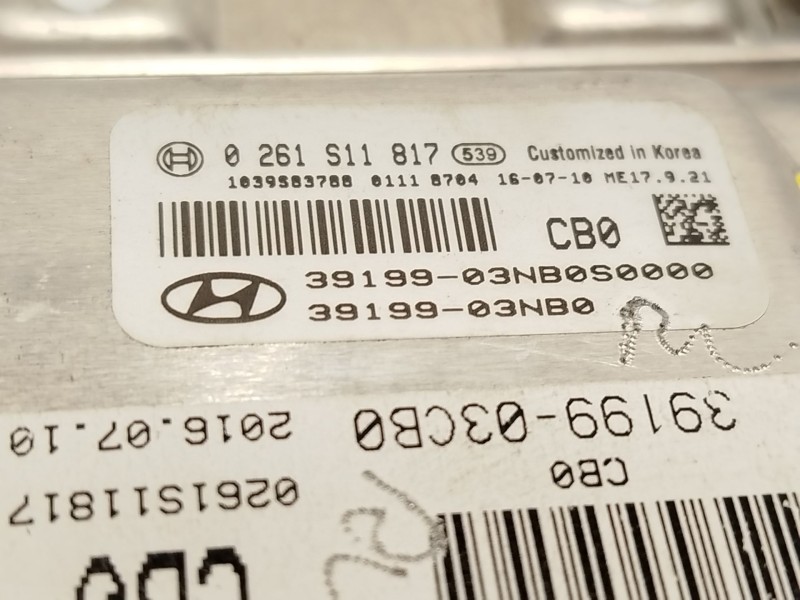 0 261 S11 817 539 Customized in Korea
1039S83788 0111 8704 16-07-10 ME17.9.21
CB0
39199-03NB0S0000
39199-03NB0
39199-03CB0
2016.07.10
CB0
0261S11817